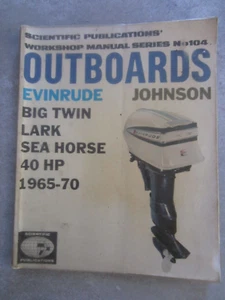 SCIENTIFIC PUBLICATIONS'
WORKSHOP MANUAL SERIES No 104
OUTBOARDS
EVINRUDE JOHNSON
BIG TWIN
LARK
SEA HORSE
40 HP
1965-70
PUBLICATIONS